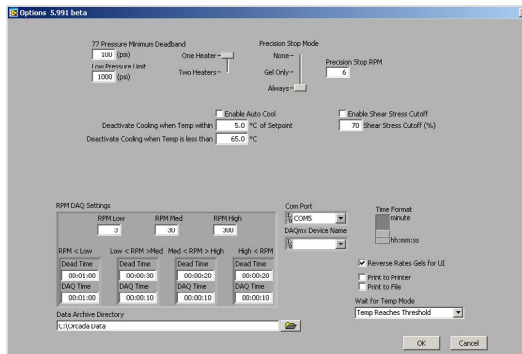 Options 5.991 beta
77 Pressure Minimum Deadband
100 (psi)
Low Pressure Limit
1000 (psi)
One Heater
Two Heaters
Precision Stop Mode
None
Gel Only
Always
Precision Stop RPM
6
Enable Auto Cool
Deactivate Cooling when Temp within 5.0 °C of Setpoint
Deactivate Cooling when Temp is less than 65.0 °C
Enable Shear Stress Cutoff
70 Shear Stress Cutoff (%)
RPM DAQ Settings
RPM Low RPM Med RPM High
3 30 300
RPM < Low Low < RPM >Med Med < RPM > High High < RPM
Dead Time Dead Time Dead Time Dead Time
00:01:00 00:00:30 00:00:20 00:00:20
DAQ Time DAQ Time DAQ Time DAQ Time
00:01:00 00:00:10 00:00:10 00:00:10
Data Archive Directory
C:\Orcada Data
Com Port
COM5
DAQmx Device Name
Time Format
minute
hh:mm:ss
Reverse Rates Gels for UI
Print to Printer
Print to File
Wait for Temp Mode
Temp Reaches Threshold
OK Cancel